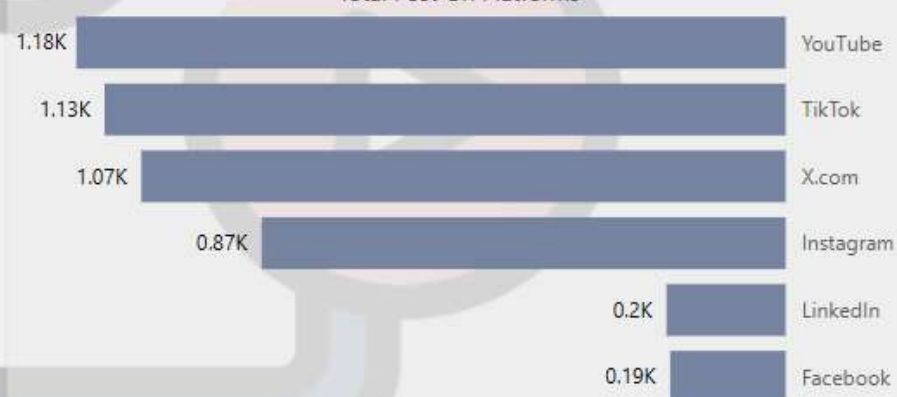 1.18K YouTube
1.13K TikTok
1.07K X.com
0.87K Instagram
0.2K LinkedIn
0.19K Facebook